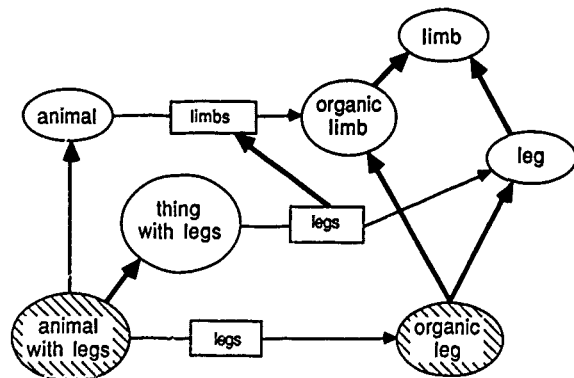 limb
animal
limbs
organic
limb
leg
thing
with legs
legs
animal
with legs
legs
organic
leg